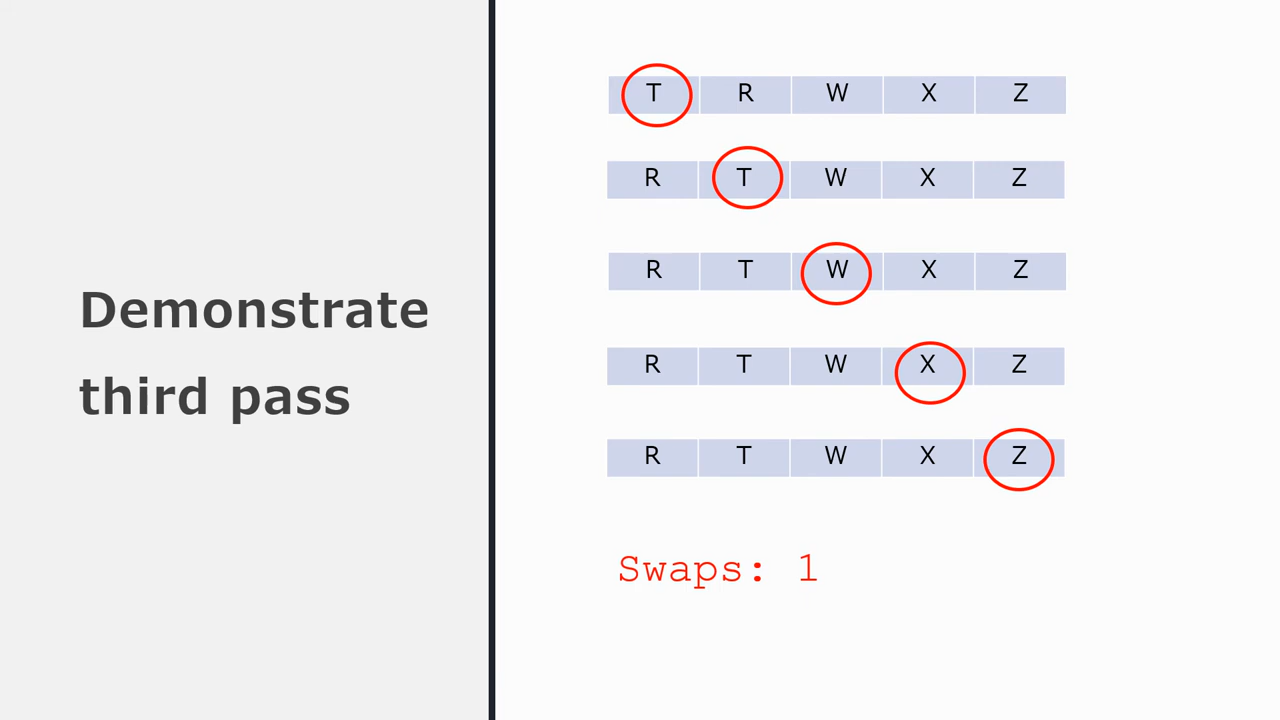 Demonstrate
third pass
T R W X Z
R T W X Z
R T W X Z
R T W X Z
R T W X Z
Swaps: 1